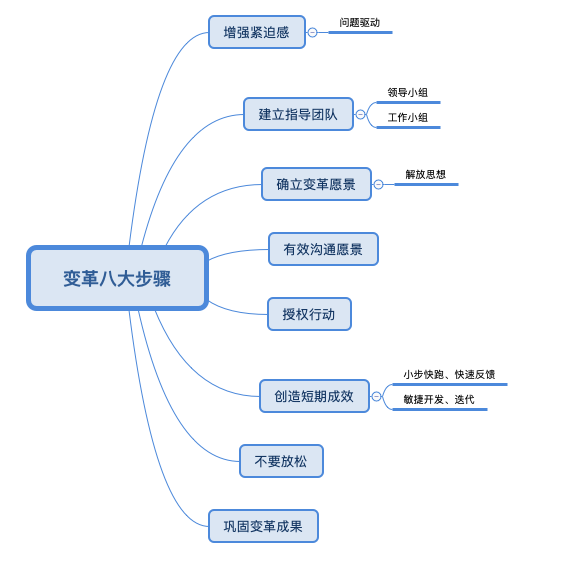 变革八大步骤
增强紧迫感
问题驱动
建立指导团队
领导小组
工作小组
确立变革愿景
解放思想
有效沟通愿景
授权行动
创造短期成效
小步快跑、快速反馈
敏捷开发、迭代
不要放松
巩固变革成果